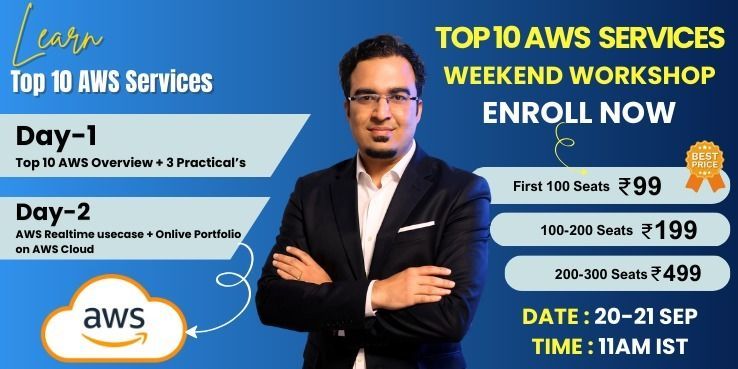 Learn
Top 10 AWS Services
Day-1
Top 10 AWS Overview + 3 Practical's
Day-2
AWS Realtime usecase + Onlive Portfolio
on AWS Cloud
aws
TOP 10 AWS SERVICES
WEEKEND WORKSHOP
ENROLL NOW
BEST
PRICE
First 100 Seats ₹99
100-200 Seats ₹199
200-300 Seats ₹499
DATE : 20-21 SEP
TIME : 11AM IST